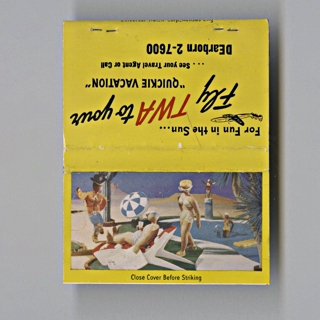 For Fun in the Sun...
Fly TWA to your
"QUICKIE VACATION"
... See your Travel Agent or Call
DEarborn 2-7600
Close Cover Before Striking